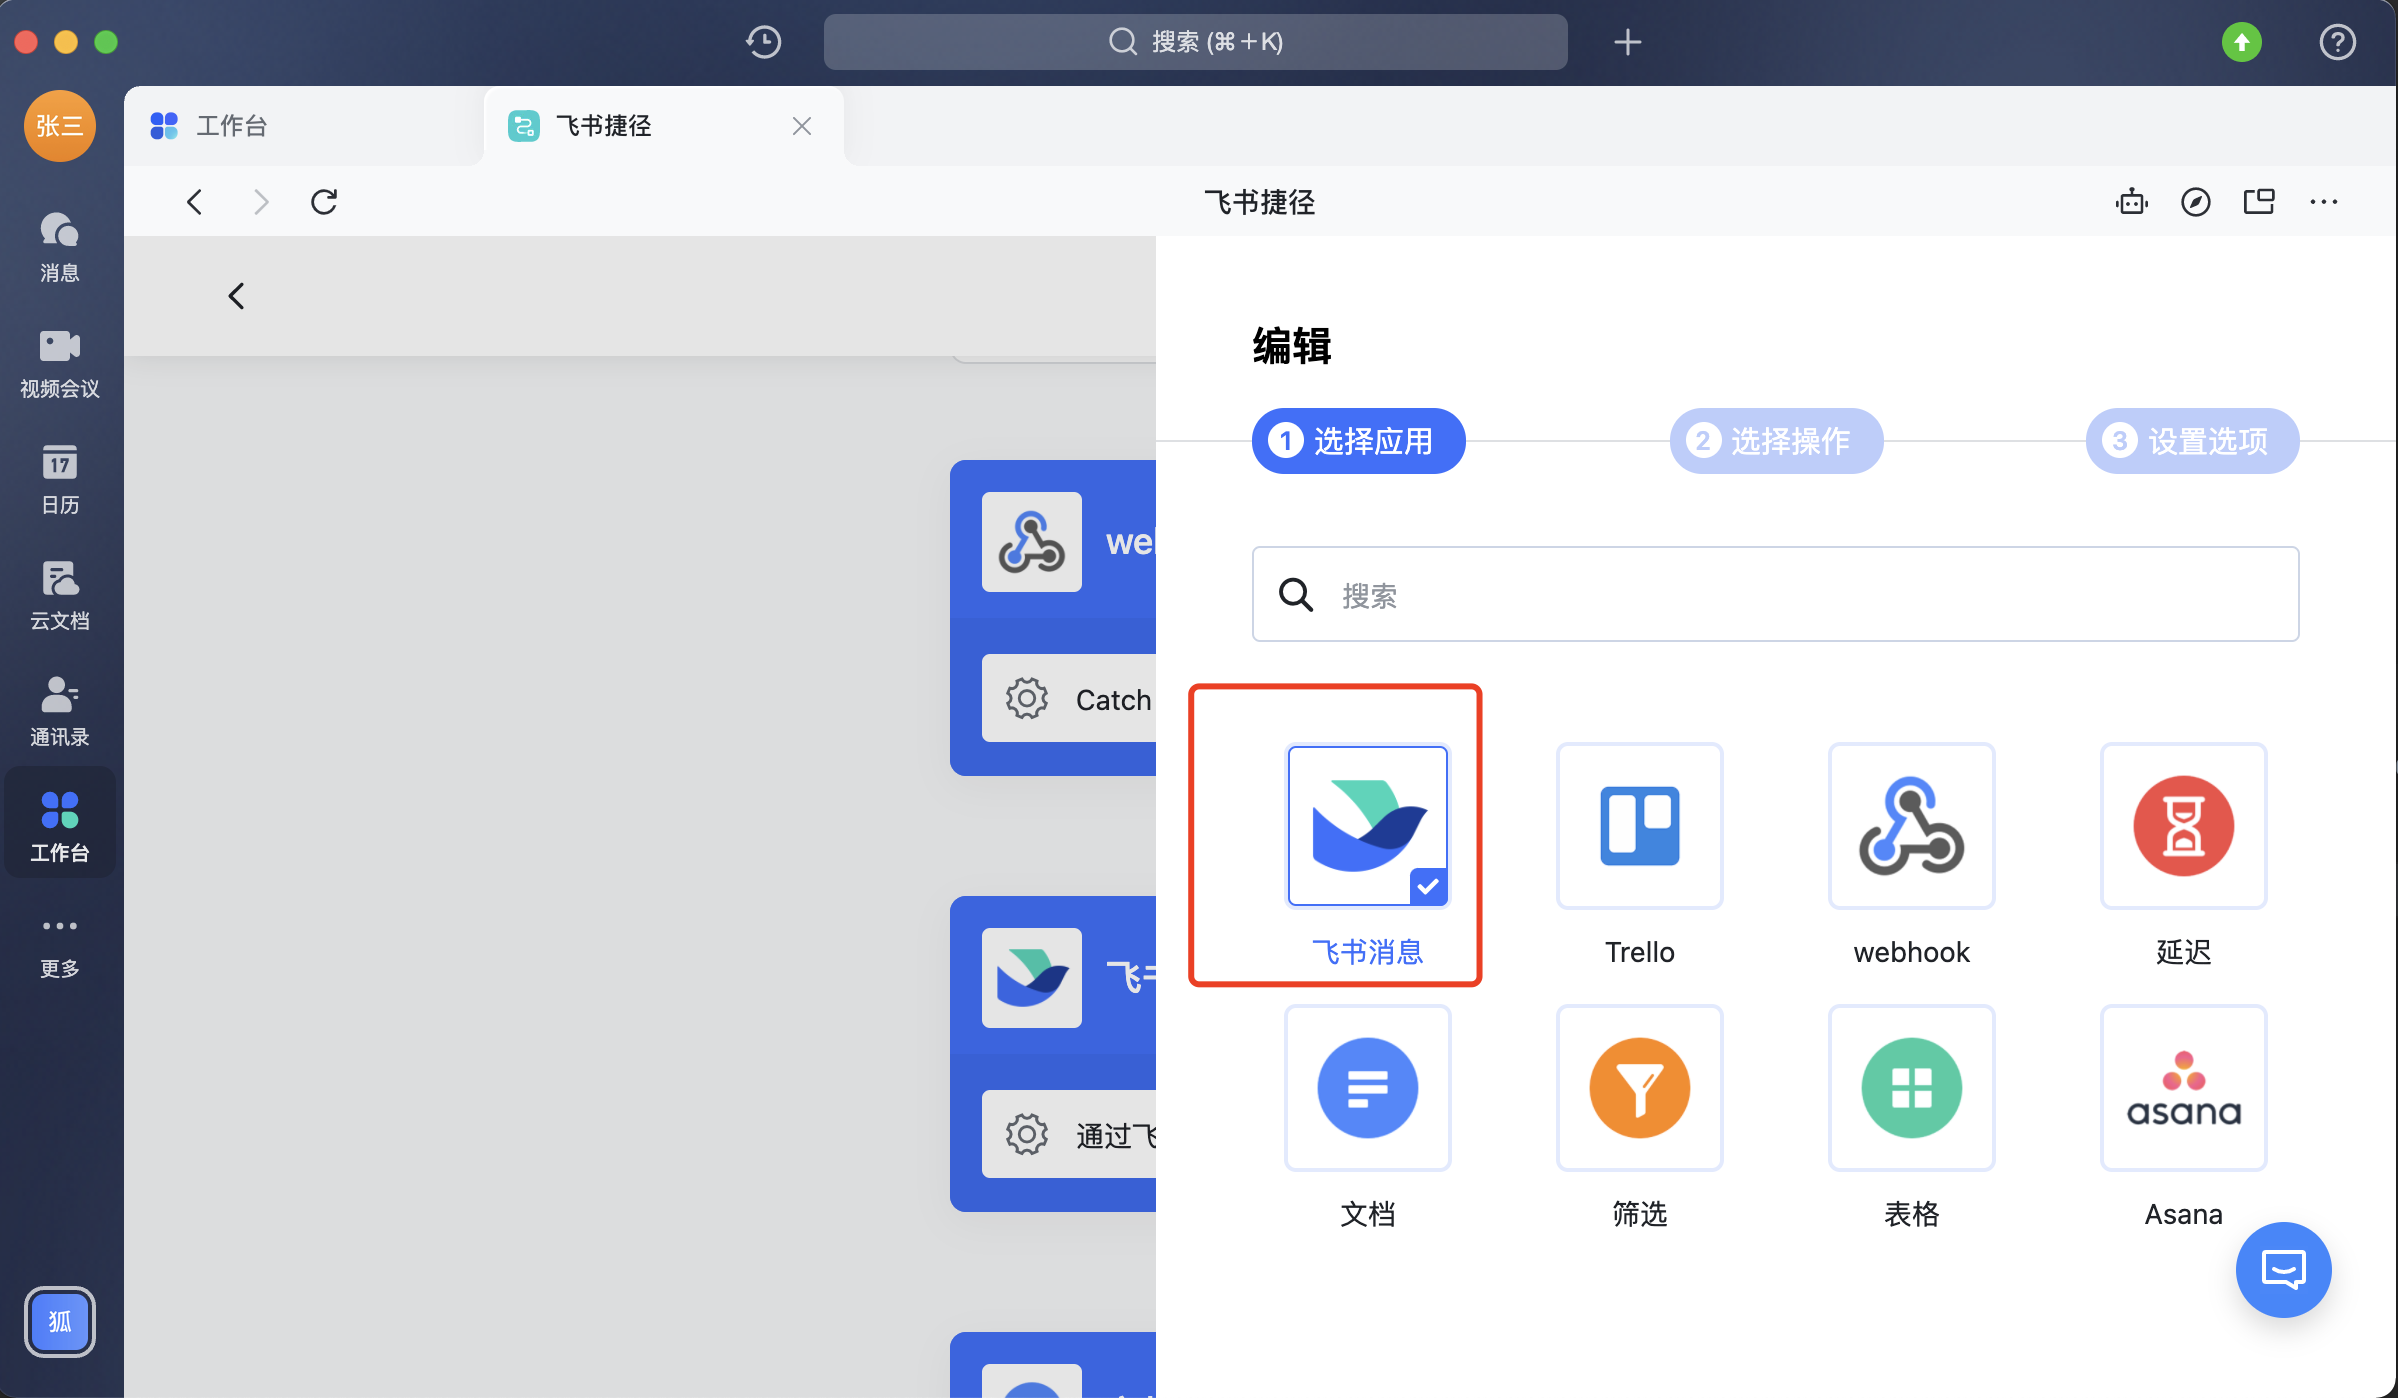 搜索 (⌘+K)
张三
工作台
飞书捷径
飞书捷径
消息
视频会议
17
日历
云文档
通讯录
工作台
更多
狐
Catch
通过飞
编辑
1 选择应用
2 选择操作
3 设置选项
搜索
飞书消息
Trello
webhook
延迟
文档
筛选
表格
asana
Asana